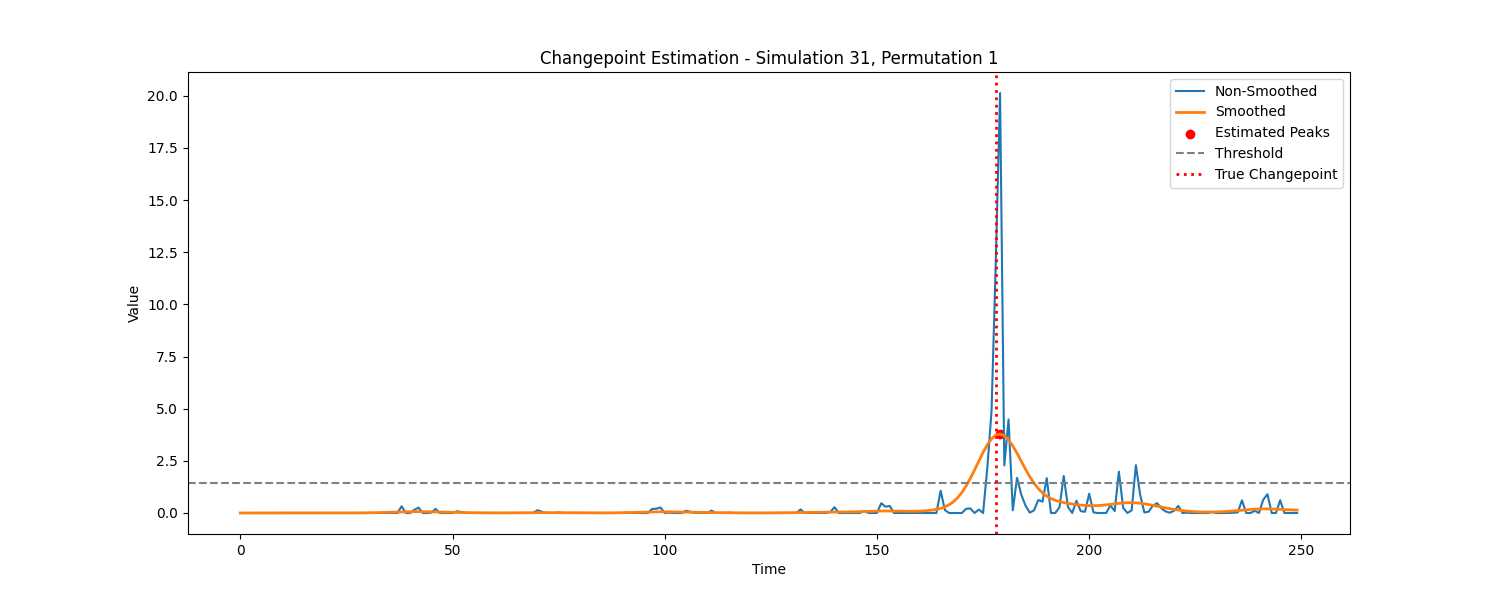 Changepoint Estimation - Simulation 31, Permutation 1
20.0
17.5
15.0
12.5
10.0
7.5
5.0
2.5
0.0
Value
Non-Smoothed
Smoothed
Estimated Peaks
Threshold
True Changepoint
0 50 100 150 200 250
Time